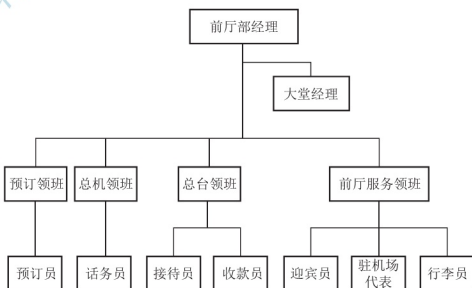 前厅部经理
大堂经理
预订领班 总机领班 总台领班 前厅服务领班
预订员 话务员 接待员 收款员 迎宾员 驻机场
代表 行李员